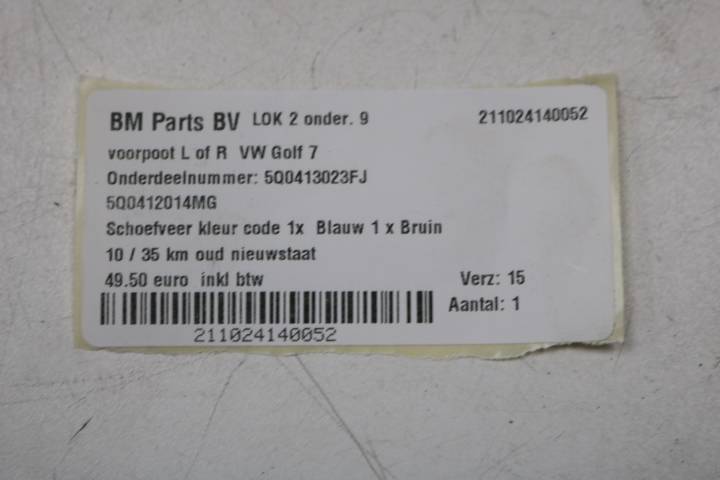 BM Parts BV LOK 2 onder. 9 211024140052
voorpoot L of R VW Golf 7
Onderdeelnummer: 5Q0413023FJ
5Q0412014MG
Schoefveer kleur code 1x Blauw 1 x Bruin
10 / 35 km oud nieuwstaat
49.50 euro inkl btw Verz: 15
Aantal: 1
211024140052